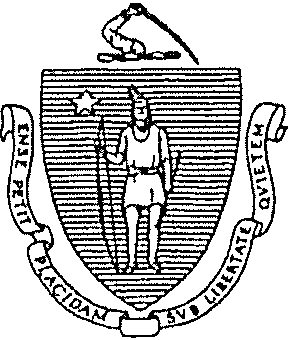 ENSE PETIT
PLACIDAM
SVB LIBERTATE
QVIETEM